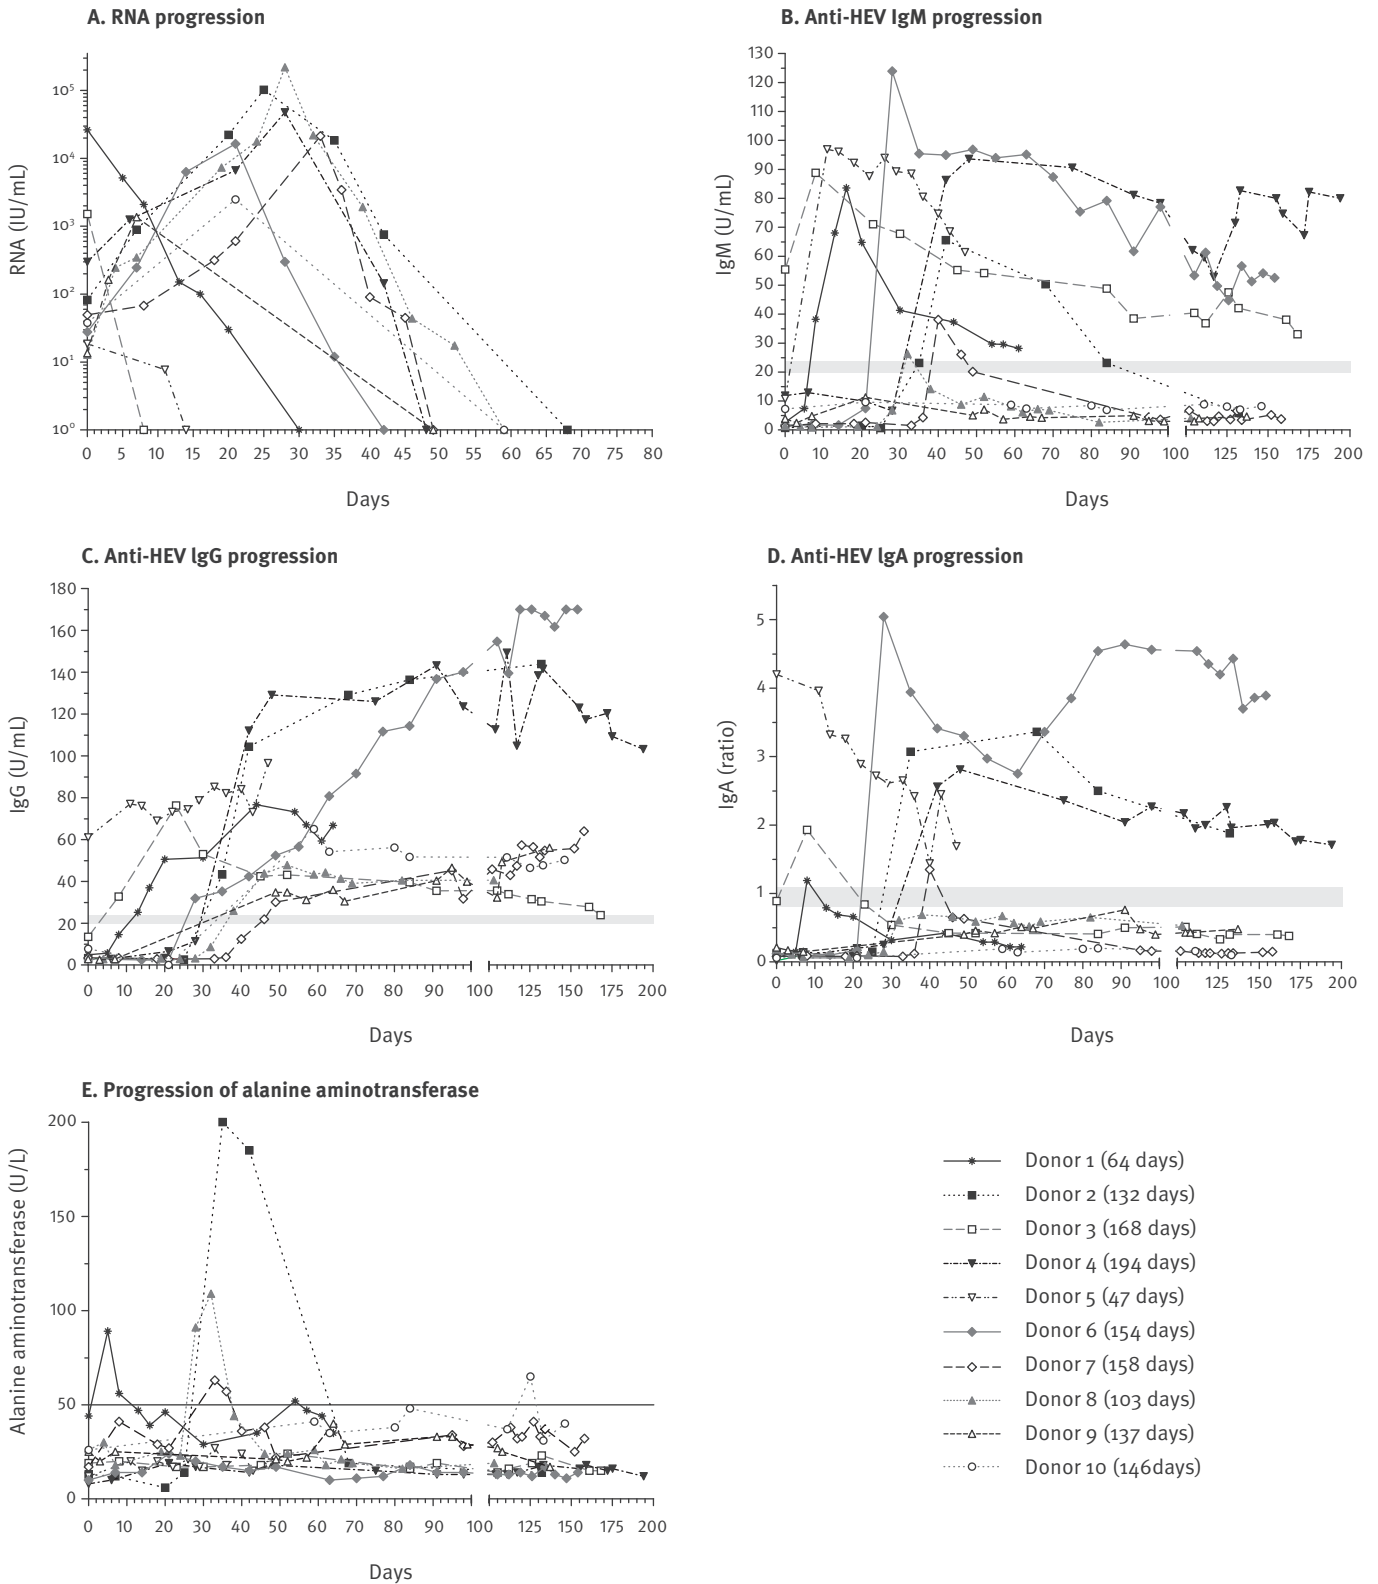 A. RNA progression
RNA (IU/mL)
10⁵
10⁴
10³
10²
10¹
10⁰
0 5 10 15 20 25 30 35 40 45 50 55 60 65 70 75 80
Days
B. Anti-HEV IgM progression
IgM (U/mL)
130
120
110
100
90
80
70
60
50
40
30
20
10
0
0 10 20 30 40 50 60 70 80 90 100 125 150 175 200
Days
C. Anti-HEV lgG progression
IgG (U/mL)
180
160
140
120
100
80
60
40
20
0
0 10 20 30 40 50 60 70 80 90 100 125 150 175 200
Days
D. Anti-HEV lgA progression
IgA (ratio)
5
4
3
2
1
0
0 10 20 30 40 50 60 70 80 90 100 125 150 175 200
Days
E. Progression of alanine aminotransferase
Alanine aminotransferase (U/L)
200
150
100
50
0
0 10 20 30 40 50 60 70 80 90 100 125 150 175 200
Days
Donor 1 (64 days)
Donor 2 (132 days)
Donor 3 (168 days)
Donor 4 (194 days)
Donor 5 (47 days)
Donor 6 (154 days)
Donor 7 (158 days)
Donor 8 (103 days)
Donor 9 (137 days)
Donor 10 (146days)